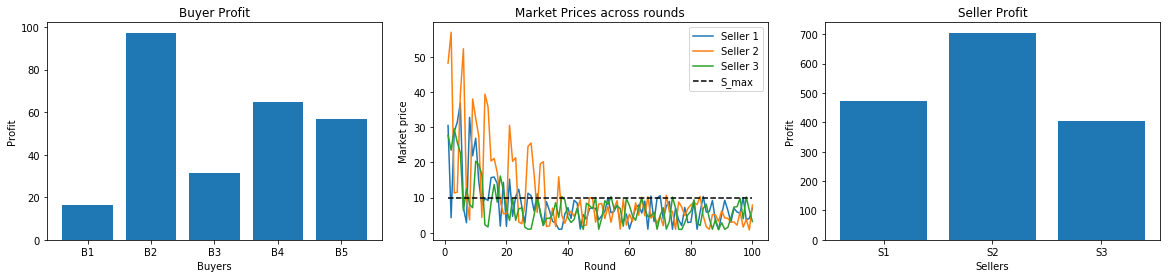 Buyer Profit
100
80
60
40
20
0
Profit
B1 B2 B3 B4 B5
Buyers
Market Prices across rounds
50
40
30
20
10
0
Market price
0 20 40 60 80 100
Round
Seller 1
Seller 2
Seller 3
S_max
Seller Profit
700
600
500
400
300
200
100
0
Profit
S1 S2 S3
Sellers